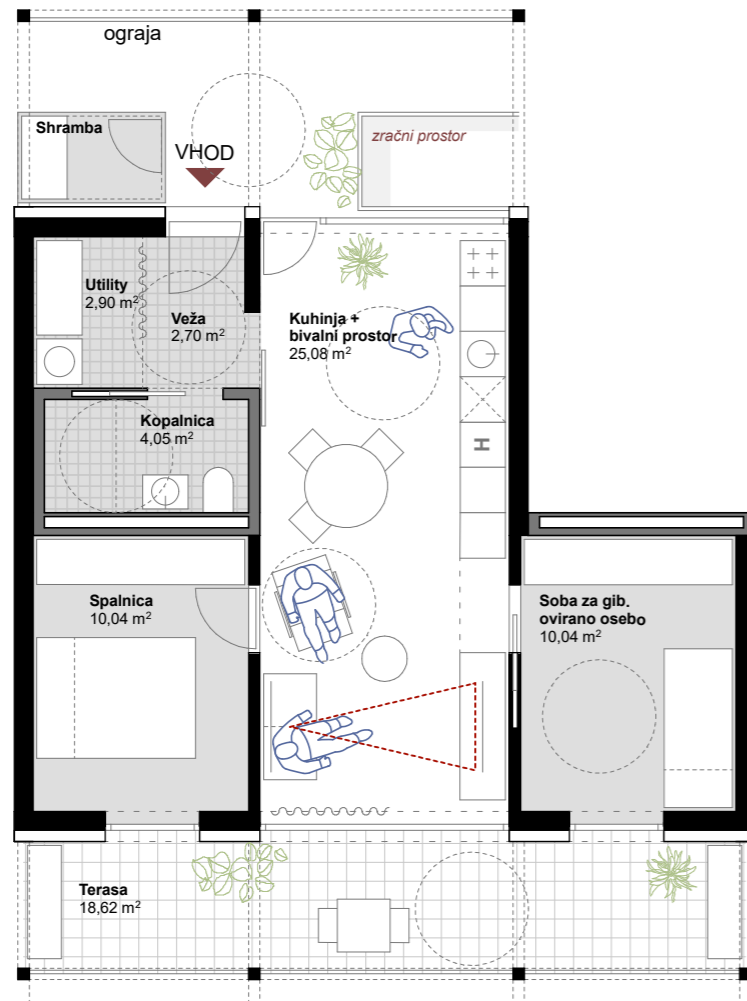 ograja
Shramba
VHOD
zračni prostor
Utility
2,90 m²
Veža
2,70 m²
Kuhinja +
bivalni prostor
25,08 m²
Kopalnica
4,05 m²
H
Spalnica
10,04 m²
Soba za gib.
ovirano osebo
10,04 m²
Terasa
18,62 m²